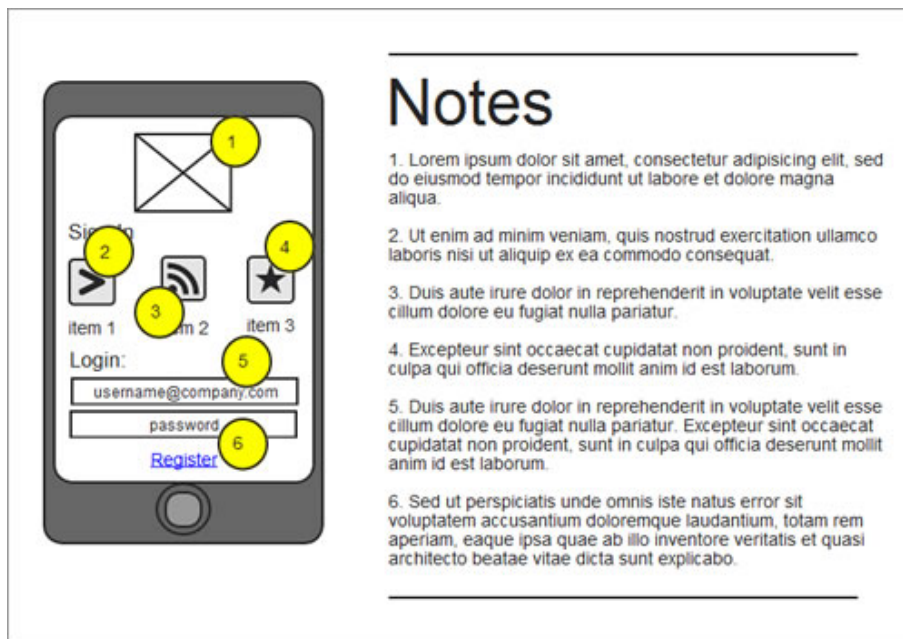 1
Sign In
2
4
3
item 1
item 2
item 3
Login:
5
username@company.com
password
6
Register
Notes
1. Lorem ipsum dolor sit amet, consectetur adipisicing elit, sed
do eiusmod tempor incididunt ut labore et dolore magna
aliqua.
2. Ut enim ad minim veniam, quis nostrud exercitation ullamco
laboris nisi ut aliquip ex ea commodo consequat.
3. Duis aute irure dolor in reprehenderit in voluptate velit esse
cillum dolore eu fugiat nulla pariatur.
4. Excepteur sint occaecat cupidatat non proident, sunt in
culpa qui officia deserunt mollit anim id est laborum.
5. Duis aute irure dolor in reprehenderit in voluptate velit esse
cillum dolore eu fugiat nulla pariatur. Excepteur sint occaecat
cupidatat non proident, sunt in culpa qui officia deserunt mollit
anim id est laborum.
6. Sed ut perspiciatis unde omnis iste natus error sit
voluptatem accusantium doloremque laudantium, totam rem
aperiam, eaque ipsa quae ab illo inventore veritatis et quasi
architecto beatae vitae dicta sunt explicabo.